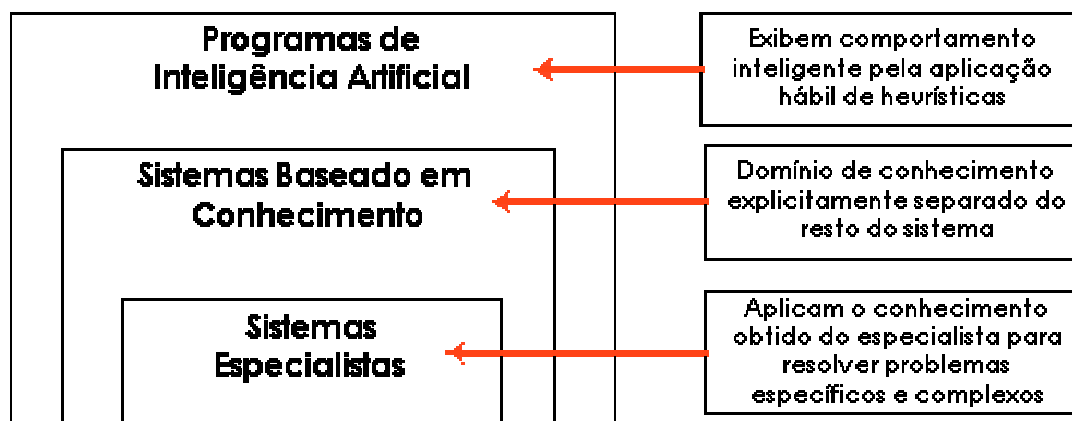 Programas de
Inteligência Artificial
Exibem comportamento
inteligente pela aplicação
hábil de heurísticas
Sistemas Baseado em
Conhecimento
Domínio de conhecimento
explicitamente separado do
resto do sistema
Sistemas
Especialistas
Aplicam o conhecimento
obtido do especialista para
resolver problemas
específicos e complexos